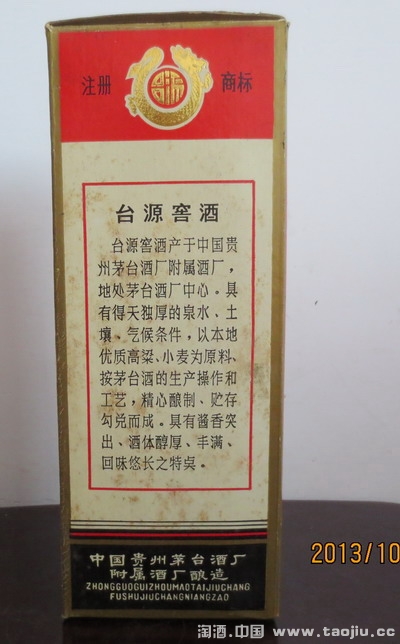 注册 商标
台源窖酒
台源窖酒产于中国贵
州茅台酒厂附属酒厂，
地处茅台酒厂中心。具
有得天独厚的泉水、土
壤、气候条件，以本地
优质高粱、小麦为原料、
按茅台酒的生产操作和
工艺，精心酿制、贮存
勾兑而成。具有酱香突
出、酒体醇厚、丰满、
回味悠长之特点。
中国贵州茅台酒厂
附属酒厂酿造
ZHONGGUOGUIZHOUMAOTAIJIUCHANG
FUSHUJIUCHANGNIANGZAO
2013/10
淘酒.中国 www.taojiu.cc